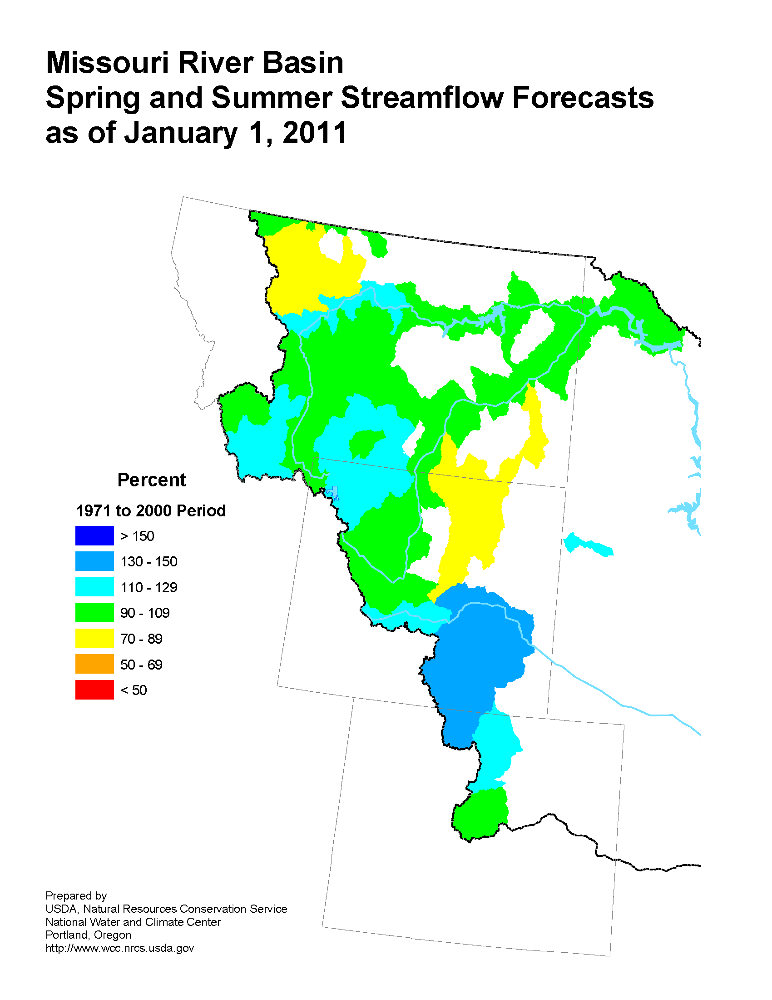 Missouri River Basin
Spring and Summer Streamflow Forecasts
as of January 1, 2011
Percent
1971 to 2000 Period
> 150
130 - 150
110 - 129
90 - 109
70 - 89
50 - 69
< 50
Prepared by
USDA, Natural Resources Conservation Service
National Water and Climate Center
Portland, Oregon
http://www.wcc.nrcs.usda.gov